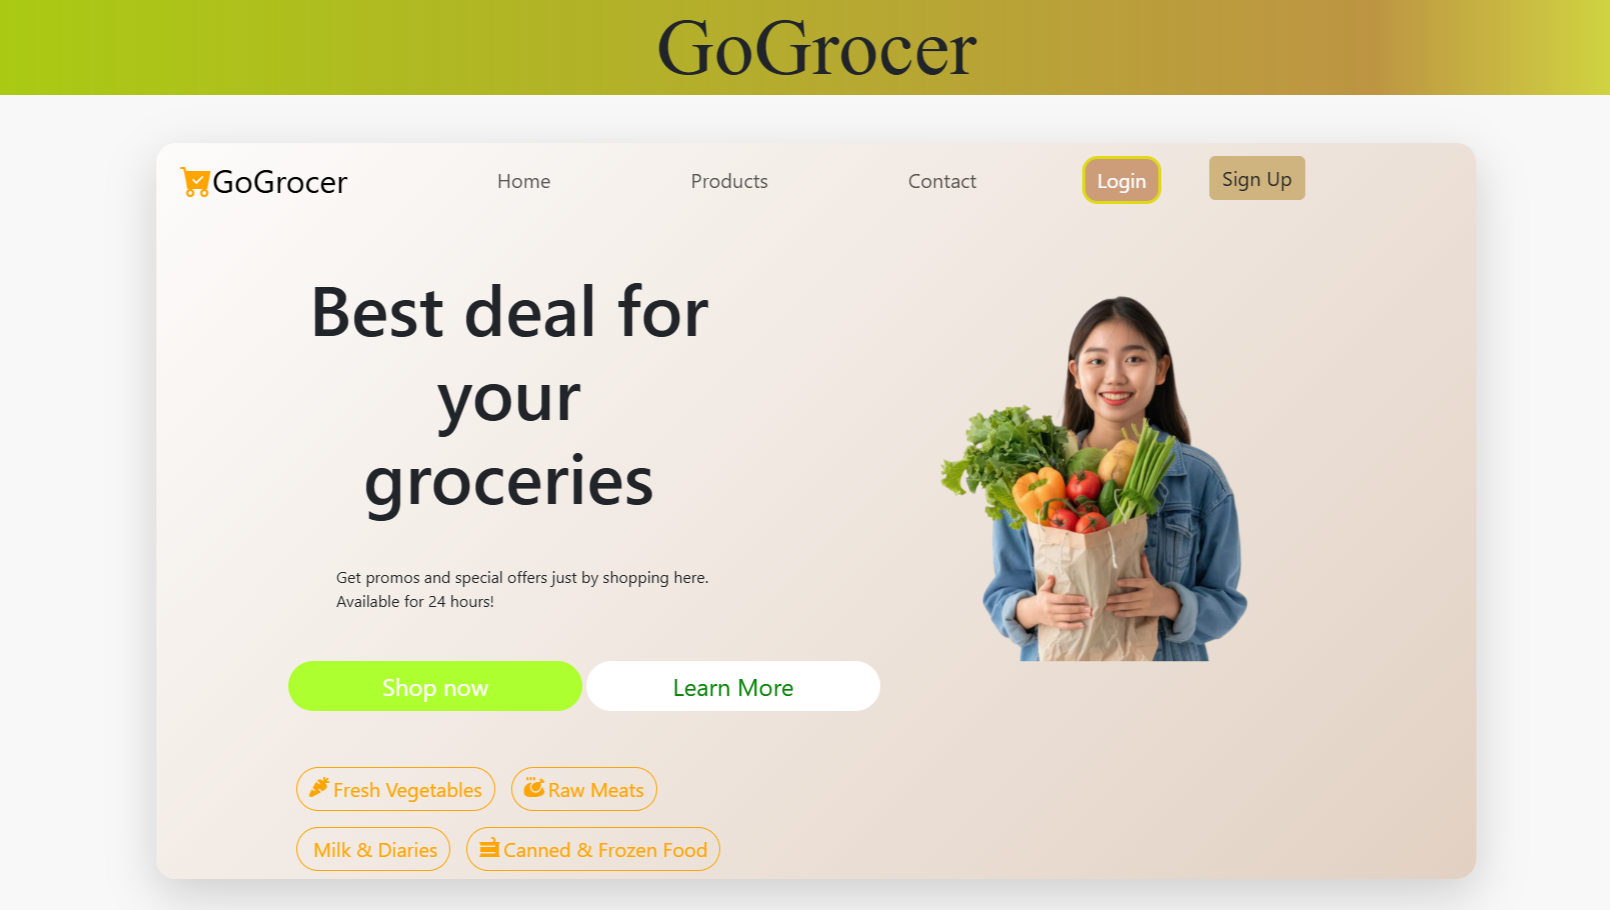 GoGrocer
GoGrocer Home Products Contact Login Sign Up
Best deal for
your
groceries
Get promos and special offers just by shopping here.
Available for 24 hours!
Shop now Learn More
Fresh Vegetables Raw Meats
Milk & Diaries Canned & Frozen Food